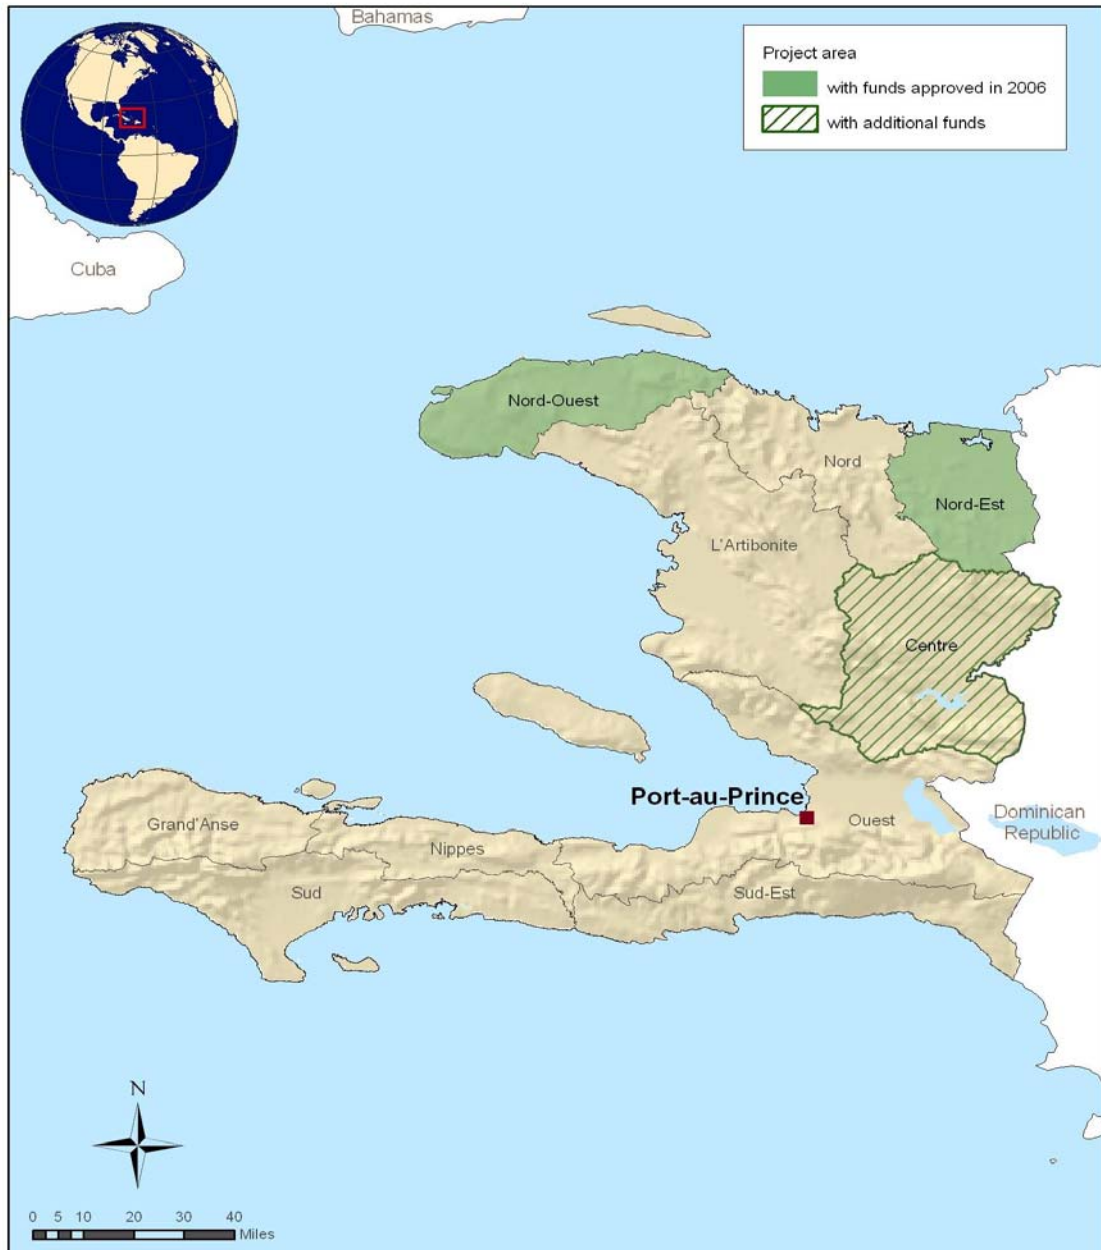 Bahamas
Project area
with funds approved in 2006
with additional funds
Cuba
Nord-Ouest
Nord
Nord-Est
L'Artibonite
Centre
Port-au-Prince
Ouest
Dominican
Republic
Grand'Anse
Nippes
Sud
Sud-Est
N
0 5 10 20 30 40
Miles